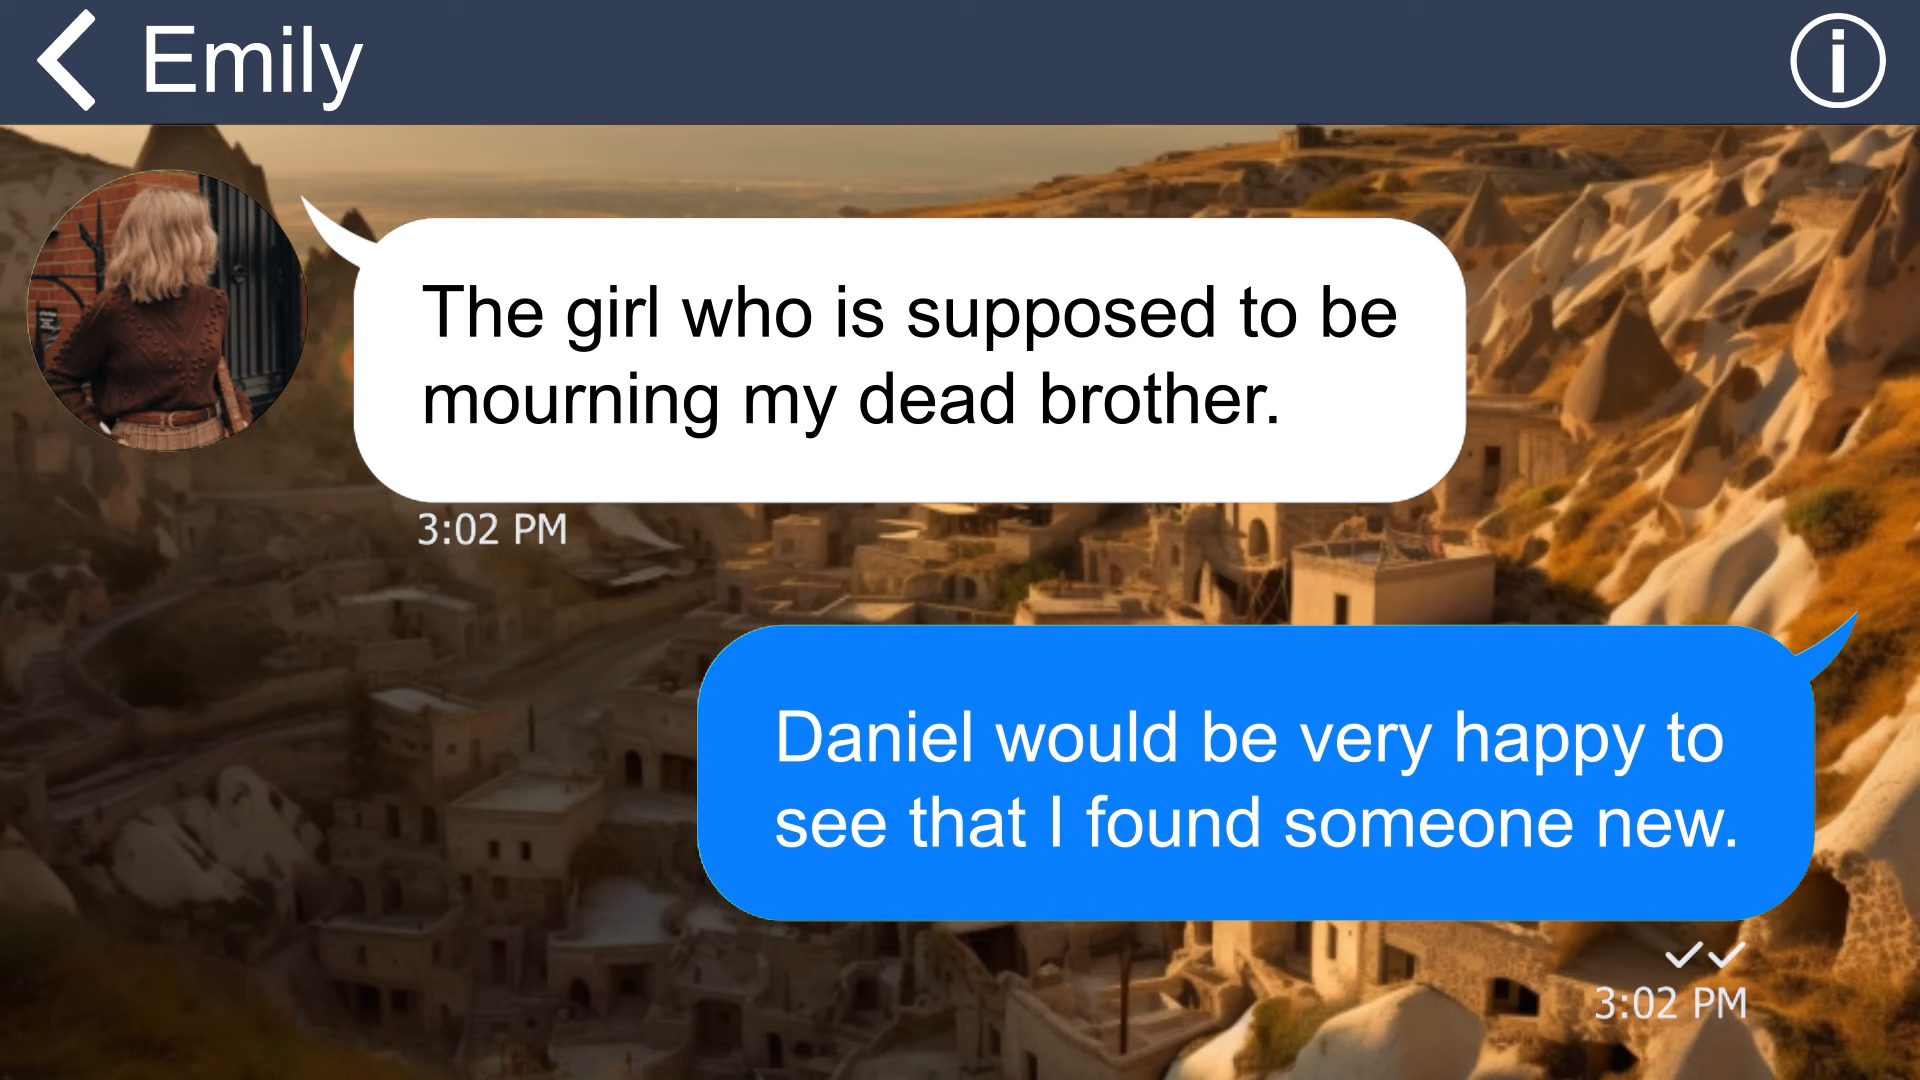 Emily
The girl who is supposed to be
mourning my dead brother.
3:02 PM
Daniel would be very happy to
see that I found someone new.
3:02 PM